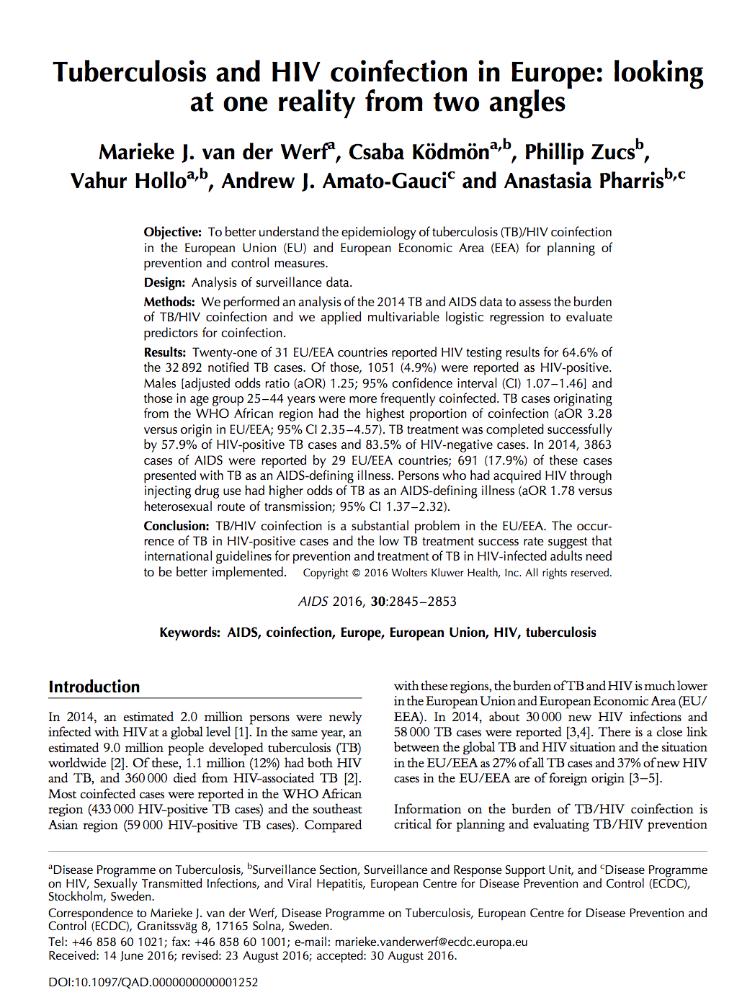 Tuberculosis and HIV coinfection in Europe: looking
at one reality from two angles
Marieke J. van der Werfa, Csaba Ködmöna,b, Phillip Zucsb,
Vahur Holloa,b, Andrew J. Amato-Gaucic and Anastasia Pharrisb,c
Objective: To better understand the epidemiology of tuberculosis (TB)/HIV coinfection
in the European Union (EU) and European Economic Area (EEA) for planning of
prevention and control measures.
Design: Analysis of surveillance data.
Methods: We performed an analysis of the 2014 TB and AIDS data to assess the burden
of TB/HIV coinfection and we applied multivariable logistic regression to evaluate
predictors for coinfection.
Results: Twenty-one of 31 EU/EEA countries reported HIV testing results for 64.6% of
the 32 892 notified TB cases. Of those, 1051 (4.9%) were reported as HIV-positive.
Males [adjusted odds ratio (aOR) 1.25; 95% confidence interval (CI) 1.07–1.46] and
those in age group 25–44 years were more frequently coinfected. TB cases originating
from the WHO African region had the highest proportion of coinfection (aOR 3.28
versus origin in EU/EEA; 95% CI 2.35–4.57). TB treatment was completed successfully
by 57.9% of HIV-positive TB cases and 83.5% of HIV-negative cases. In 2014, 3863
cases of AIDS were reported by 29 EU/EEA countries; 691 (17.9%) of these cases
presented with TB as an AIDS-defining illness. Persons who had acquired HIV through
injecting drug use had higher odds of TB as an AIDS-defining illness (aOR 1.78 versus
heterosexual route of transmission; 95% CI 1.37–2.32).
Conclusion: TB/HIV coinfection is a substantial problem in the EU/EEA. The occur-
rence of TB in HIV-positive cases and the low TB treatment success rate suggest that
international guidelines for prevention and treatment of TB in HIV-infected adults need
to be better implemented. Copyright © 2016 Wolters Kluwer Health, Inc. All rights reserved.
AIDS 2016, 30:2845–2853
Keywords: AIDS, coinfection, Europe, European Union, HIV, tuberculosis
Introduction
In 2014, an estimated 2.0 million persons were newly
infected with HIV at a global level [1]. In the same year, an
estimated 9.0 million people developed tuberculosis (TB)
worldwide [2]. Of these, 1.1 million (12%) had both HIV
and TB, and 360 000 died from HIV-associated TB [2].
Most coinfected cases were reported in the WHO African
region (433 000 HIV-positive TB cases) and the southeast
Asian region (59 000 HIV-positive TB cases). Compared
with these regions, the burden of TB and HIV is much lower
in the European Union and European Economic Area (EU/
EEA). In 2014, about 30 000 new HIV infections and
58 000 TB cases were reported [3,4]. There is a close link
between the global TB and HIV situation and the situation
in the EU/EEA as 27% of all TB cases and 37% of new HIV
cases in the EU/EEA are of foreign origin [3–5].
Information on the burden of TB/HIV coinfection is
critical for planning and evaluating TB/HIV prevention
aDisease Programme on Tuberculosis, bSurveillance Section, Surveillance and Response Support Unit, and cDisease Programme
on HIV, Sexually Transmitted Infections, and Viral Hepatitis, European Centre for Disease Prevention and Control (ECDC),
Stockholm, Sweden.
Correspondence to Marieke J. van der Werf, Disease Programme on Tuberculosis, European Centre for Disease Prevention and
Control (ECDC), Granitssväg 8, 17165 Solna, Sweden.
Tel: +46 858 60 1021; fax: +46 858 60 1001; e-mail: marieke.vanderwerf@ecdc.europa.eu
Received: 14 June 2016; revised: 23 August 2016; accepted: 30 August 2016.
DOI:10.1097/QAD.0000000000001252